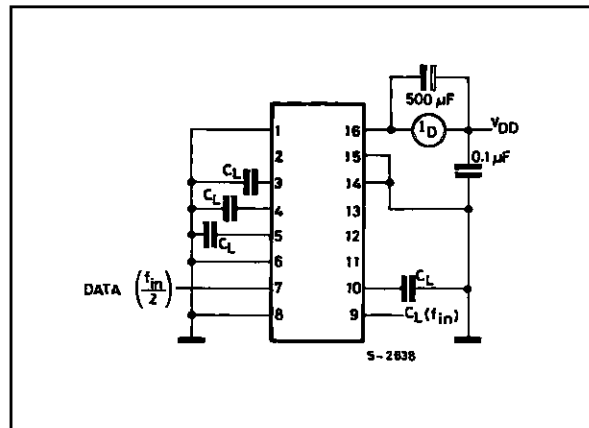 500 µF
1 16 I_D V_DD
2 15 0.1 µF
C_L 3 14
C_L 4 13
5 12
C_L
6 11
DATA (f_in/2) 7 10 C_L
8 9 C_L (f_in)
S-2638